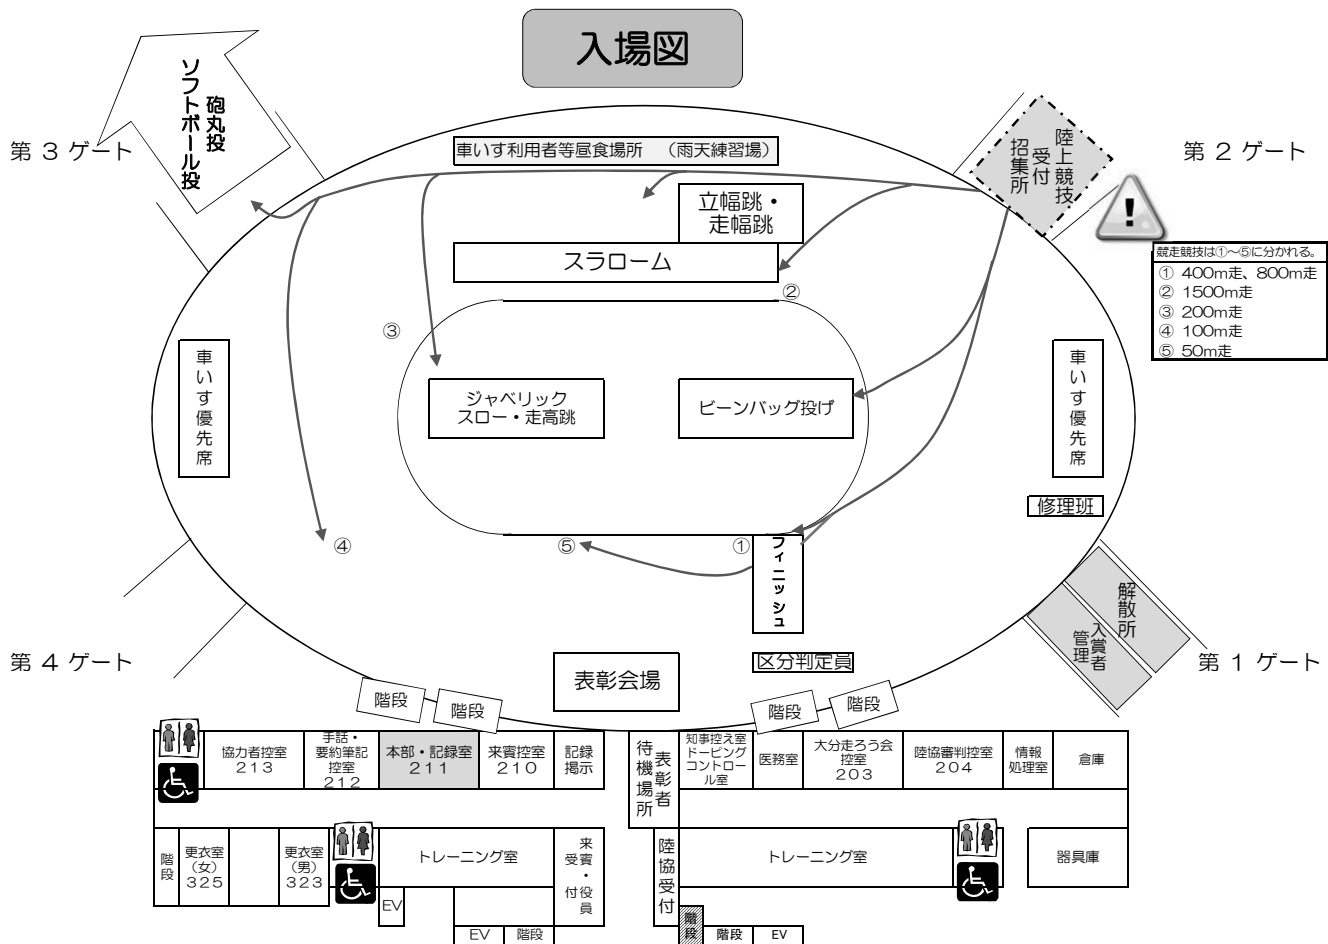 入場図
第 3 ゲート
砲丸投
ソフトボール投
車いす利用者等昼食場所　（雨天練習場）
陸上競技
受付
招集所
第 2 ゲート
!
競走競技は①～⑤に分かれる。
① 400m走、800m走
② 1500m走
③ 200m走
④ 100m走
⑤ 50m走
立幅跳・
走幅跳
スラローム
②
③
車いす優先席
ジャベリック
スロー・走高跳
ビーンバッグ投げ
車いす優先席
修理班
④
⑤
①
フィニッシュ
解散所
入賞者
管理
第 4 ゲート
第 1 ゲート
区分判定員
表彰会場
階段
階段
階段
階段
協力者控室
213
手話・
要約筆記
控室
212
本部・記録室
211
来賓控室
210
記録
掲示
表彰者
待機場所
知事控え室
ドーピング
コントロー
ル室
医務室
大分走ろう会
控室
203
陸協審判控室
204
情報
処理室
倉庫
階段
更衣室
（女）
325
更衣室
（男）
323
トレーニング室
来賓・役員
受付
陸協受付
トレーニング室
器具庫
EV
EV
階段
階段
階段
EV